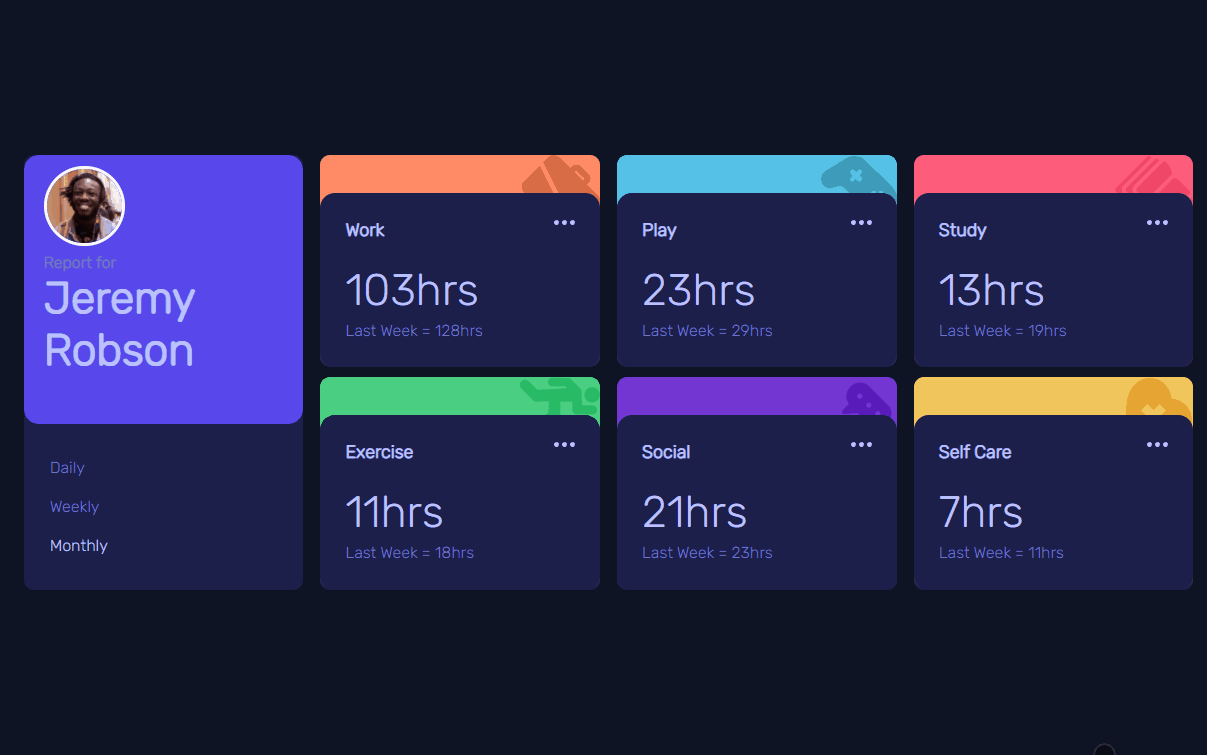 Report for
Jeremy
Robson
Daily
Weekly
Monthly
Work
103hrs
Last Week = 128hrs
Play
23hrs
Last Week = 29hrs
Study
13hrs
Last Week = 19hrs
Exercise
11hrs
Last Week = 18hrs
Social
21hrs
Last Week = 23hrs
Self Care
7hrs
Last Week = 11hrs